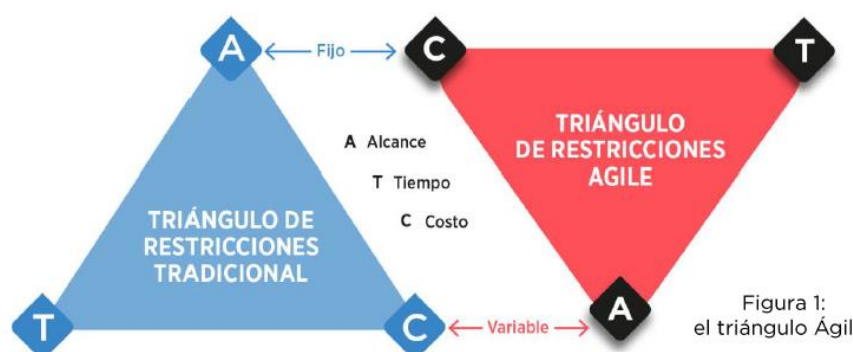 A
Fijo
C
T
A Alcance
T Tiempo
C Costo
TRIÁNGULO DE
RESTRICCIONES
TRADICIONAL
TRIÁNGULO
DE RESTRICCIONES
AGILE
T
C
Variable
A
Figura 1:
el triángulo Ágil